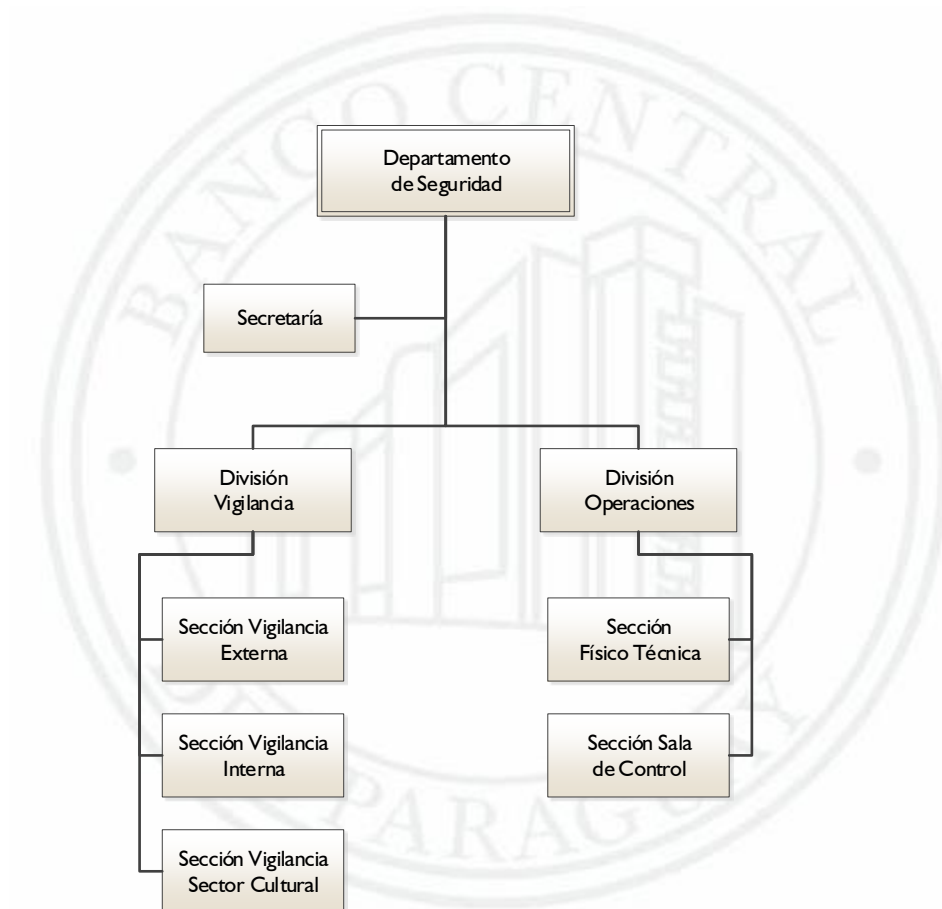 BANCO CENTRAL
DEL PARAGUAY
Departamento
de Seguridad
Secretaría
División
Vigilancia
División
Operaciones
Sección Vigilancia
Externa
Sección
Físico Técnica
Sección Vigilancia
Interna
Sección Sala
de Control
Sección Vigilancia
Sector Cultural